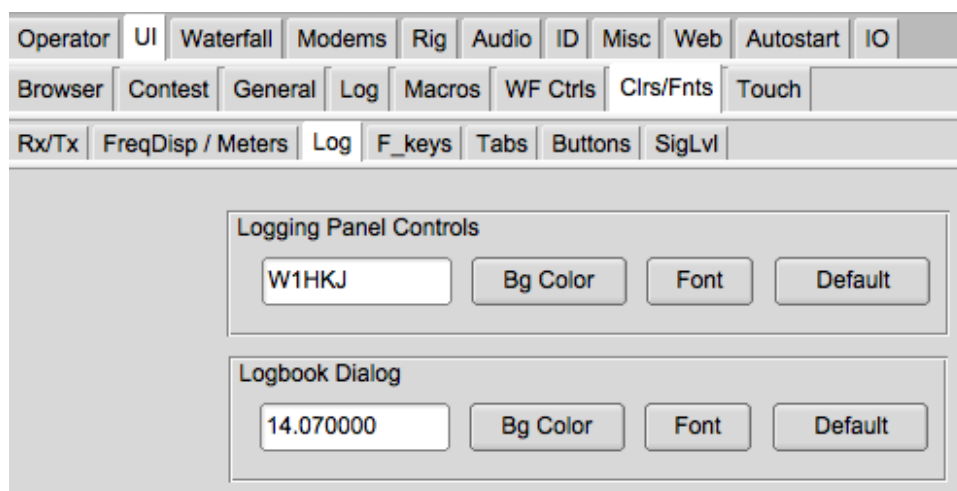 Operator UI Waterfall Modems Rig Audio ID Misc Web Autostart IO
Browser Contest General Log Macros WF Ctrls Clrs/Fnts Touch
Rx/Tx FreqDisp / Meters Log F_keys Tabs Buttons SigLvl
Logging Panel Controls
W1HKJ Bg Color Font Default
Logbook Dialog
14.070000 Bg Color Font Default